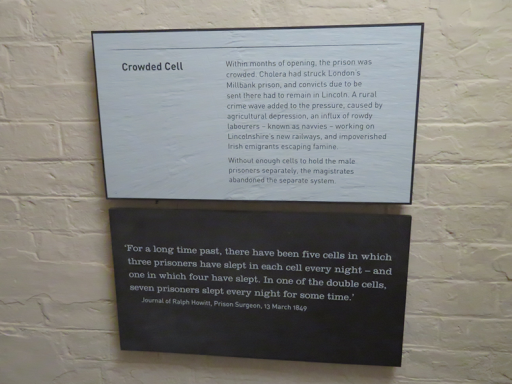 Crowded Cell
Within months of opening, the prison was
crowded. Cholera had struck London's
Millbank prison, and convicts due to be
sent there had to remain in Lincoln. A rural
crime wave added to the pressure, caused by
agricultural depression, an influx of rowdy
labourers – known as navvies – working on
Lincolnshire's new railways, and impoverished
Irish emigrants escaping famine.
Without enough cells to hold the male
prisoners separately, the magistrates
abandoned the separate system.
'For a long time past, there have been five cells in which
three prisoners have slept in each cell every night – and
one in which four have slept. In one of the double cells,
seven prisoners slept every night for some time.'
Journal of Ralph Howitt, Prison Surgeon, 13 March 1849